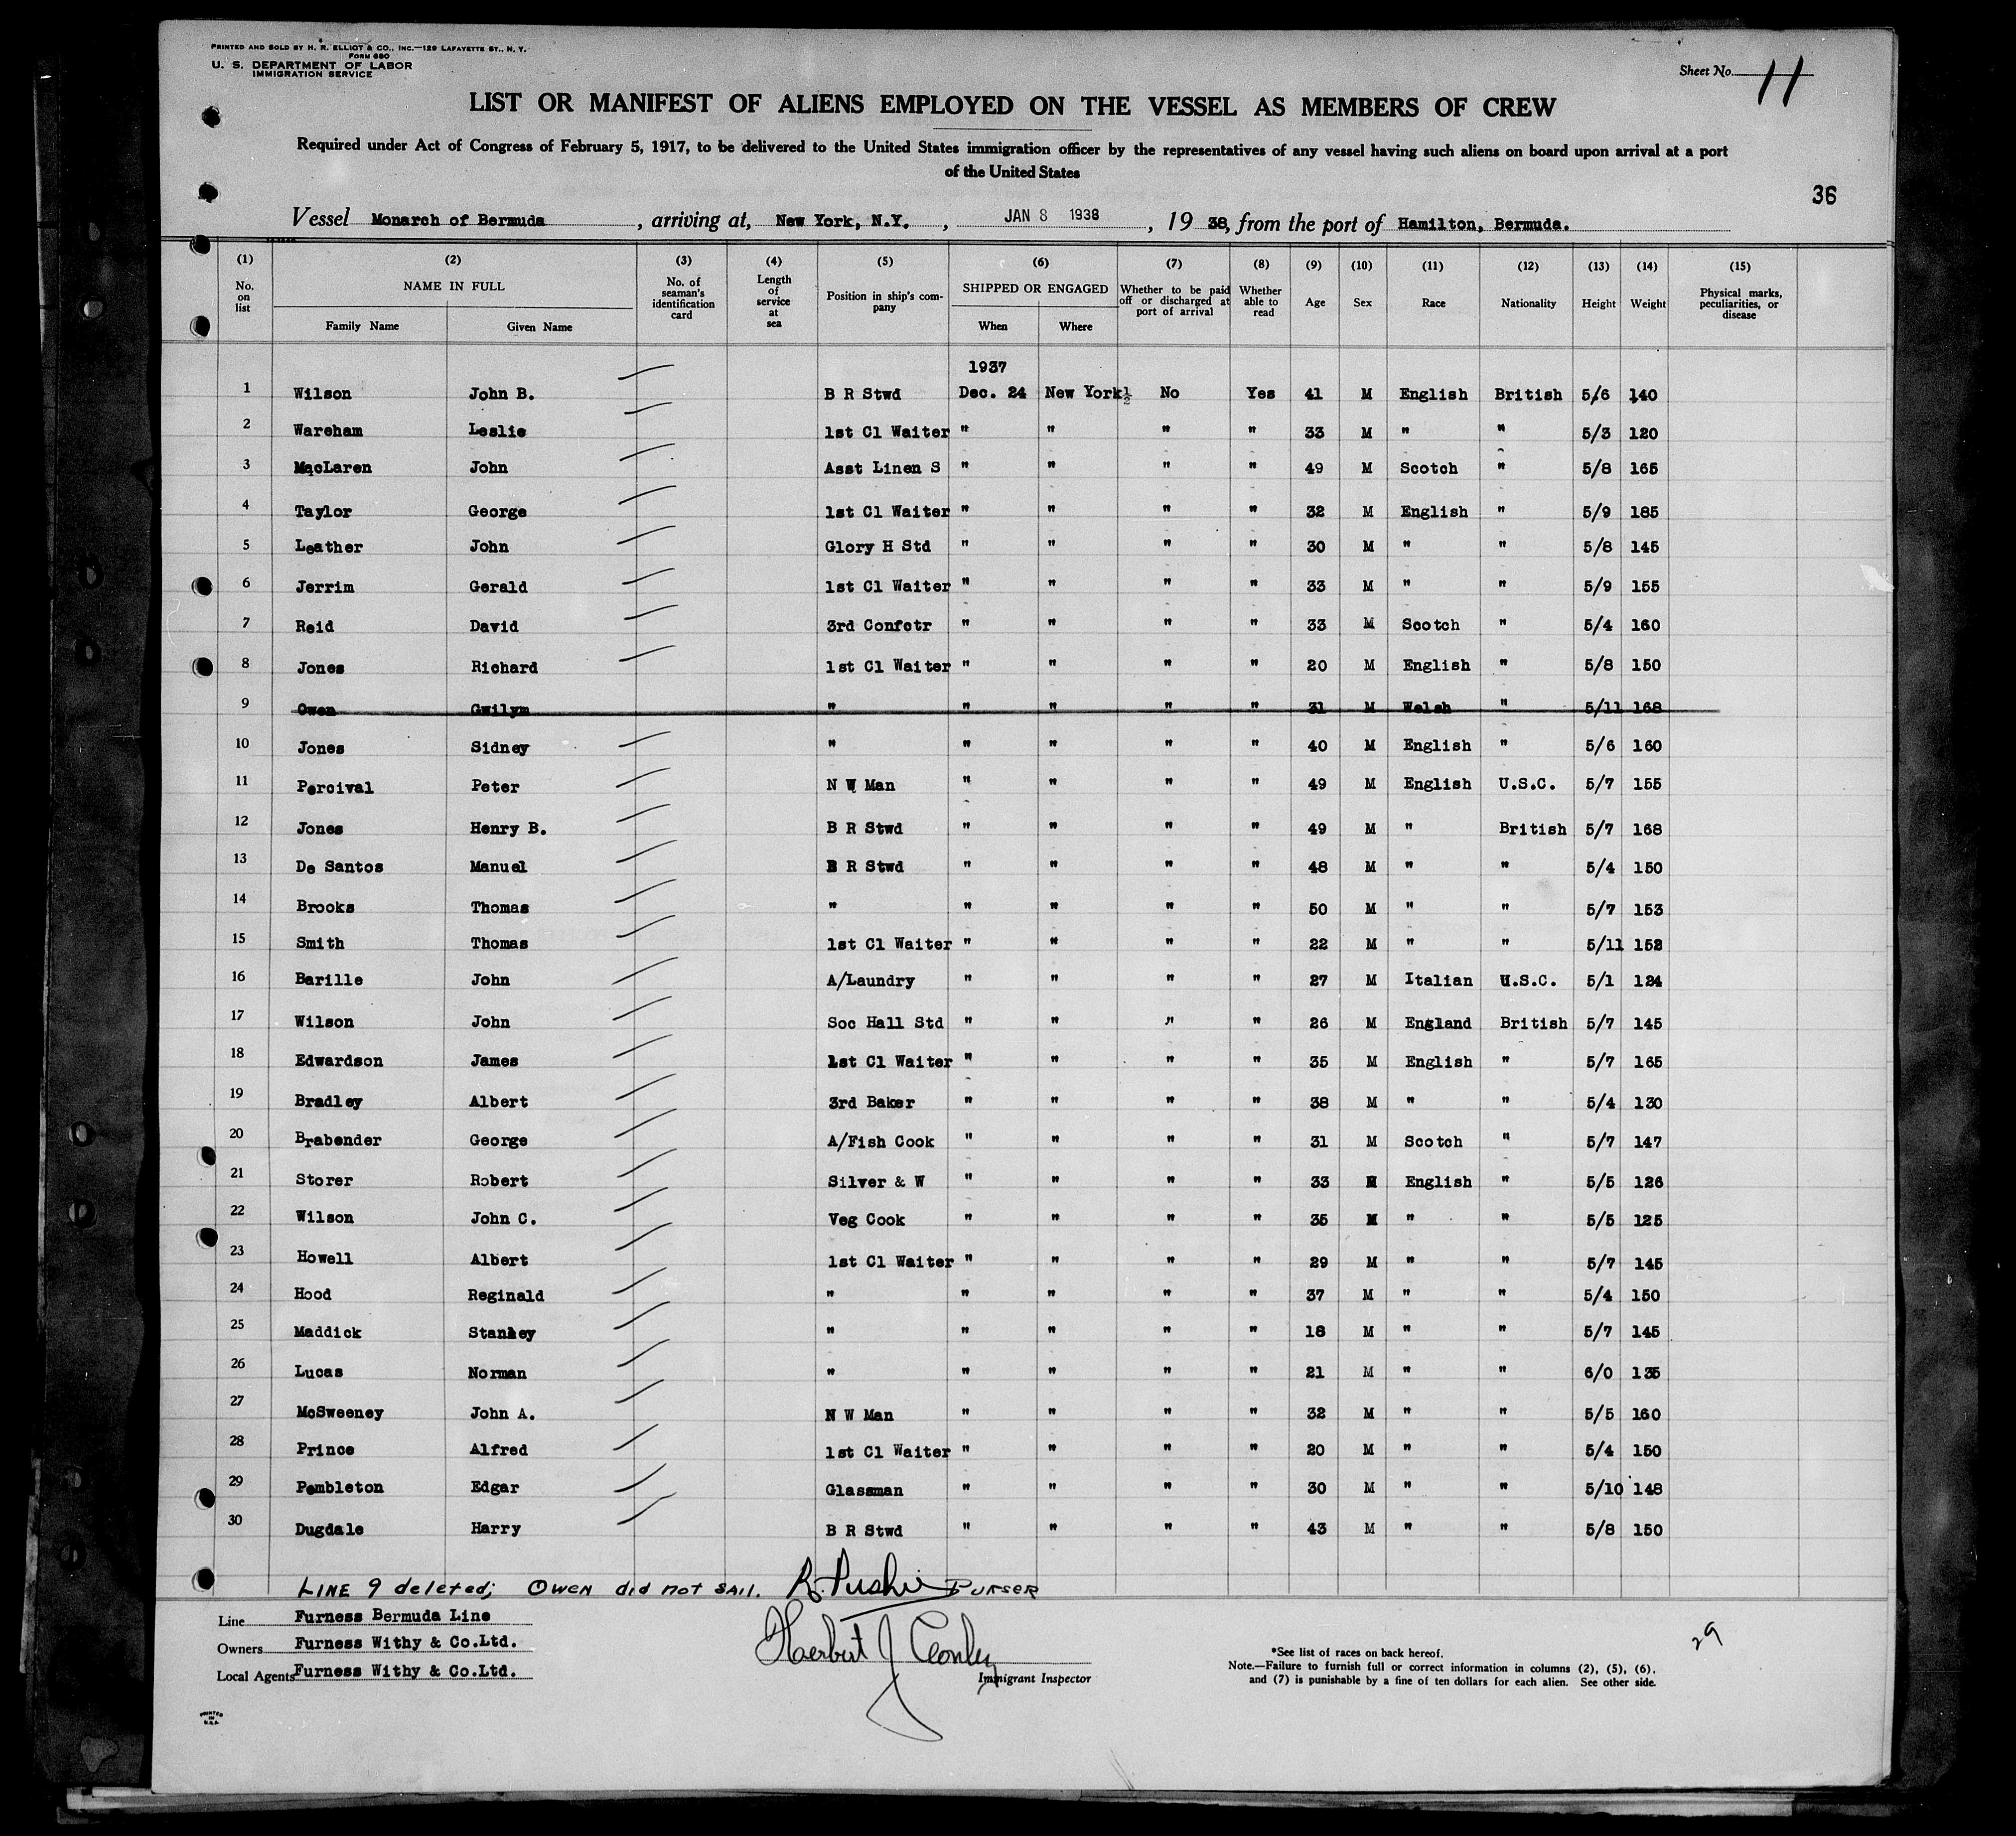 PRINTED AND SOLD BY H. R. ELLIOT & CO., INC.—129 LAFAYETTE ST., N. Y.
FORM 680
U. S. DEPARTMENT OF LABOR
IMMIGRATION SERVICE
Sheet No. 11
LIST OR MANIFEST OF ALIENS EMPLOYED ON THE VESSEL AS MEMBERS OF CREW
Required under Act of Congress of February 5, 1917, to be delivered to the United States immigration officer by the representatives of any vessel having such aliens on board upon arrival at a port
of the United States
36
Vessel Monarch of Bermuda, arriving at, New York, N.Y., JAN 8 1938, 19 38, from the port of Hamilton, Bermuda.
(1) (2) (3) (4) (5) (6) (7) (8) (9) (10) (11) (12) (13) (14) (15)
No. on list NAME IN FULL Family Name Given Name No. of seaman's identification card Length of service at sea Position in ship's company SHIPPED OR ENGAGED When Where Whether to be paid off or discharged at port of arrival Whether able to read Age Sex Race Nationality Height Weight Physical marks, peculiarities, or disease
1937
1 Wilson John B. B R Stwd Dec. 24 New York ½ No Yes 41 M English British 5/6 140
2 Wareham Leslie 1st Cl Waiter " " " " 33 M " " 5/3 120
3 MacLaren John Asst Linen S " " " " 49 M Scotch " 5/8 165
4 Taylor George 1st Cl Waiter " " " " 32 M English " 5/9 185
5 Leather John Glory H Std " " " " 30 M " " 5/8 145
6 Jerrim Gerald 1st Cl Waiter " " " " 33 M " " 5/9 155
7 Reid David 3rd Confctr " " " " 33 M Scotch " 5/4 160
8 Jones Richard 1st Cl Waiter " " " " 20 M English " 5/8 150
9 Owen Gwilym " " " " " 31 M Welsh " 5/11 168
10 Jones Sidney " " " " " 40 M English " 5/6 160
11 Percival Peter N W Man " " " " 49 M English U.S.C. 5/7 155
12 Jones Henry B. B R Stwd " " " " 49 M " British 5/7 168
13 De Santos Manuel B R Stwd " " " " 48 M " " 5/4 150
14 Brooks Thomas " " " " " 50 M " " 5/7 153
15 Smith Thomas 1st Cl Waiter " " " " 22 M " " 5/11 152
16 Barille John A/Laundry " " " " 27 M Italian U.S.C. 5/1 124
17 Wilson John Soc Hall Std " " " " 26 M England British 5/7 145
18 Edwardson James 1st Cl Waiter " " " " 35 M English " 5/7 165
19 Bradley Albert 3rd Baker " " " " 38 M " " 5/4 130
20 Brabender George A/Fish Cook " " " " 31 M Scotch " 5/7 147
21 Storer Robert Silver & W " " " " 33 M English " 5/5 126
22 Wilson John C. Veg Cook " " " " 35 M " " 5/5 125
23 Howell Albert 1st Cl Waiter " " " " 29 M " " 5/7 145
24 Hood Reginald " " " " " 37 M " " 5/4 150
25 Maddick Stanley " " " " " 18 M " " 5/7 145
26 Lucas Norman " " " " " 21 M " " 6/0 135
27 McSweeney John A. N W Man " " " " 32 M " " 5/5 160
28 Prince Alfred 1st Cl Waiter " " " " 20 M " " 5/4 150
29 Pembleton Edgar Glassman " " " " 30 M " " 5/10 148
30 Dugdale Harry B R Stwd " " " " 43 M " " 5/8 150
LINE 9 deleted; OWEN did not SAIL. PURSER
Line Furness Bermuda Line
Owners Furness Withy & Co.Ltd.
Local Agents Furness Withy & Co.Ltd.
Herbert J
Immigrant Inspector
29
*See list of races on back hereof.
Note.—Failure to furnish full or correct information in columns (2), (5), (6), and (7) is punishable by a fine of ten dollars for each alien. See other side.
PRINTED
IN
U.S.A.